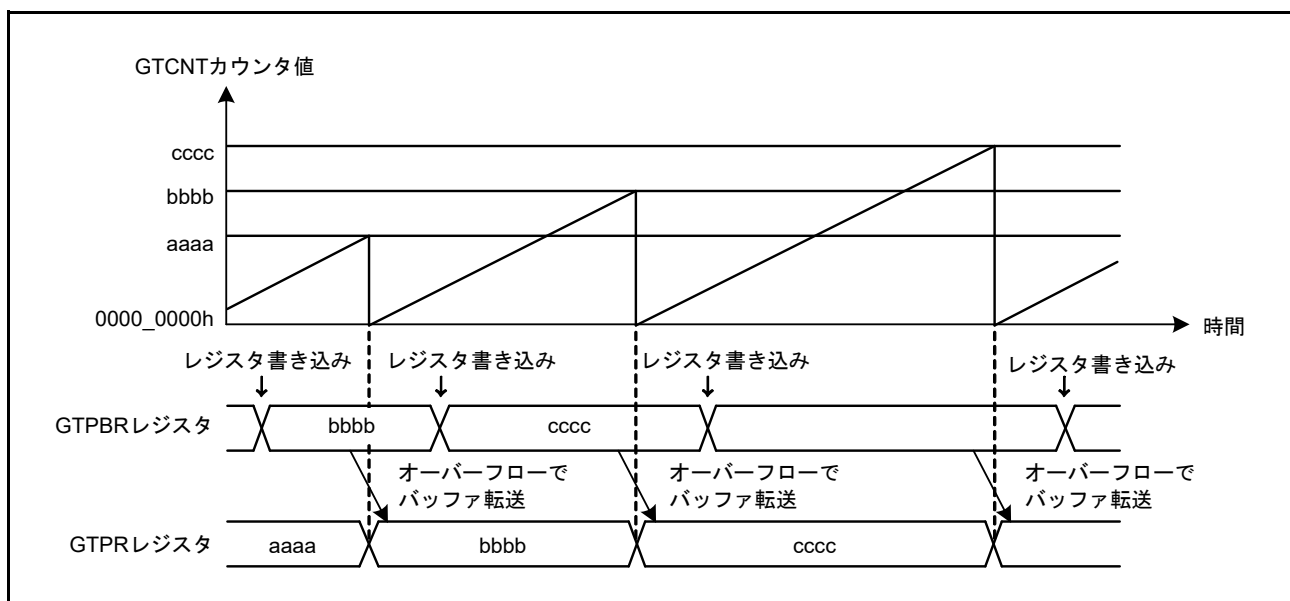 GTCNTカウンタ値
cccc
bbbb
aaaa
0000_0000h
時間
レジスタ書き込み レジスタ書き込み レジスタ書き込み レジスタ書き込み
GTPBRレジスタ bbbb cccc
オーバーフローで オーバーフローで オーバーフローで
バッファ転送 バッファ転送 バッファ転送
GTPRレジスタ aaaa bbbb cccc